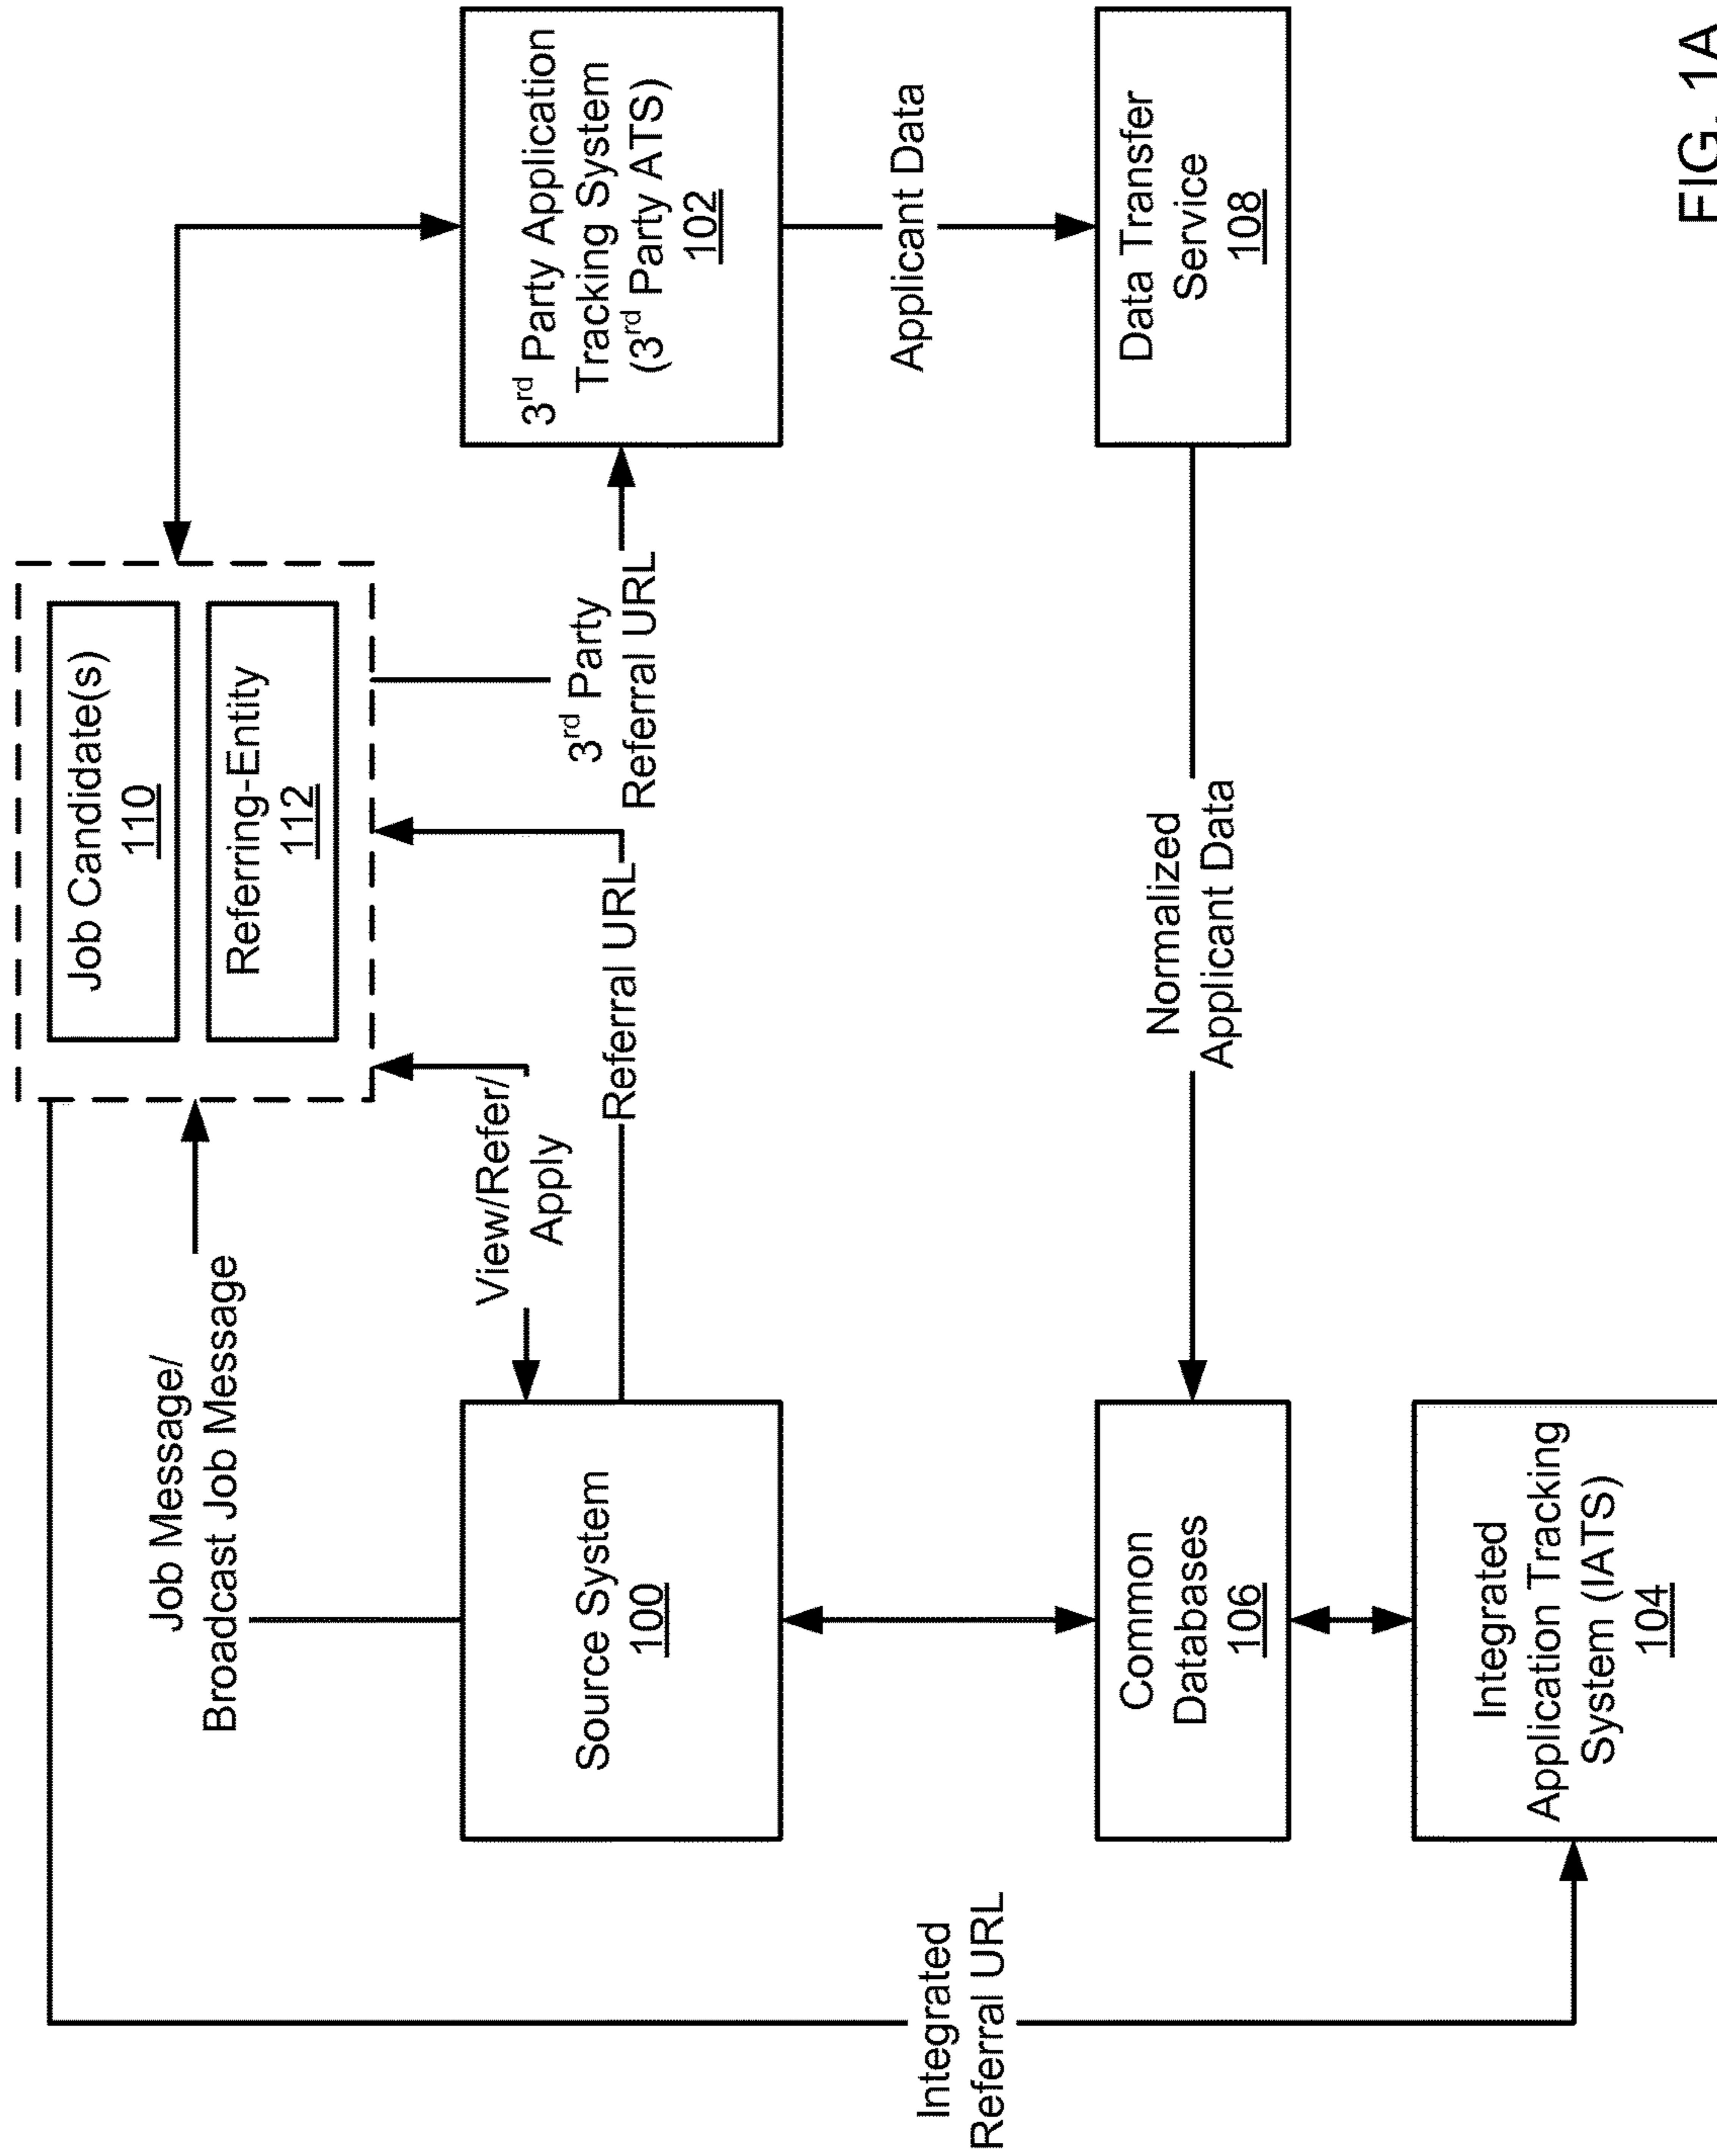 Job Candidate(s)
110
Referring-Entity
112
Job Message/
Broadcast Job Message
View/Refer/
Apply
Referral URL
3rd Party
Referral URL
Source System
100
3rd Party Application
Tracking System
(3rd Party ATS)
102
Applicant Data
Integrated
Referral URL
Common
Databases
106
Normalized
Applicant Data
Data Transfer
Service
108
Integrated
Application Tracking
System (IATS)
104
FIG. 1A